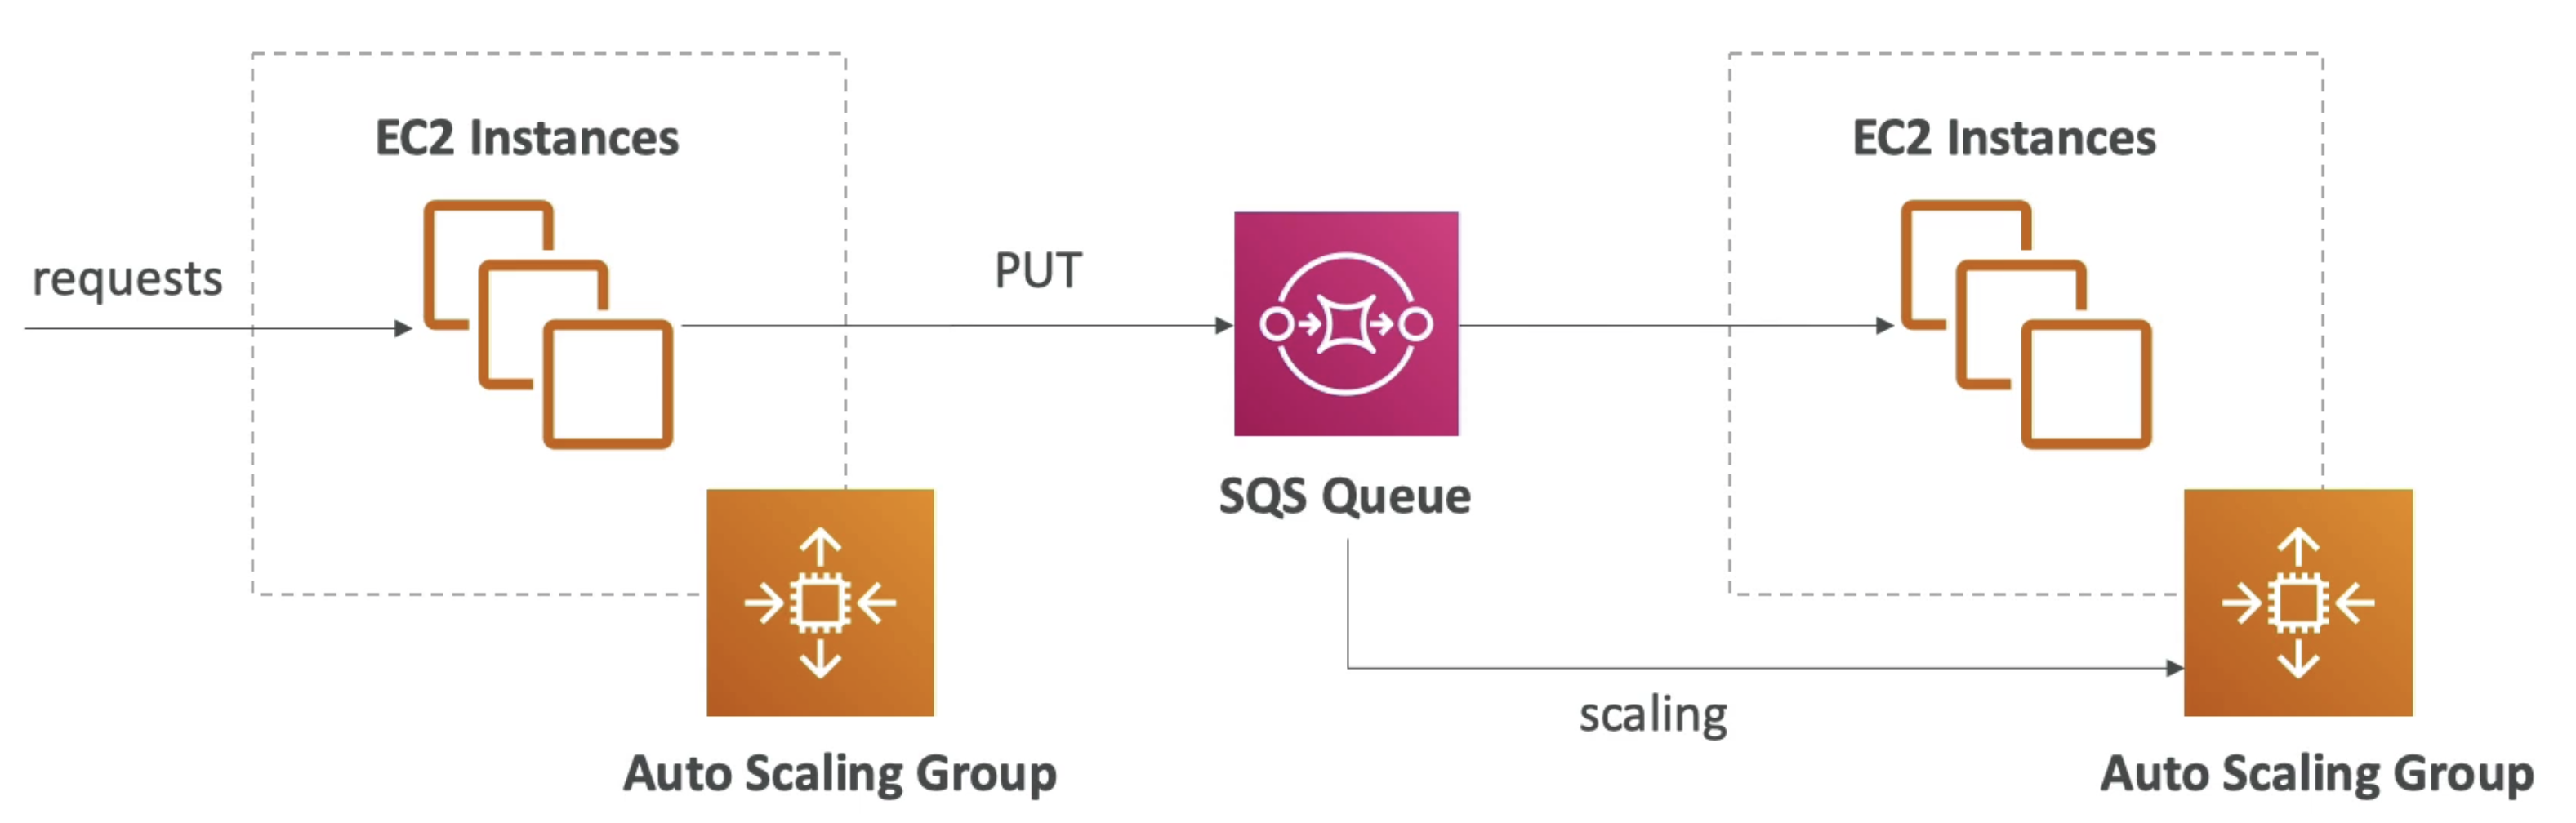 EC2 Instances
requests
PUT
SQS Queue
EC2 Instances
scaling
Auto Scaling Group
Auto Scaling Group